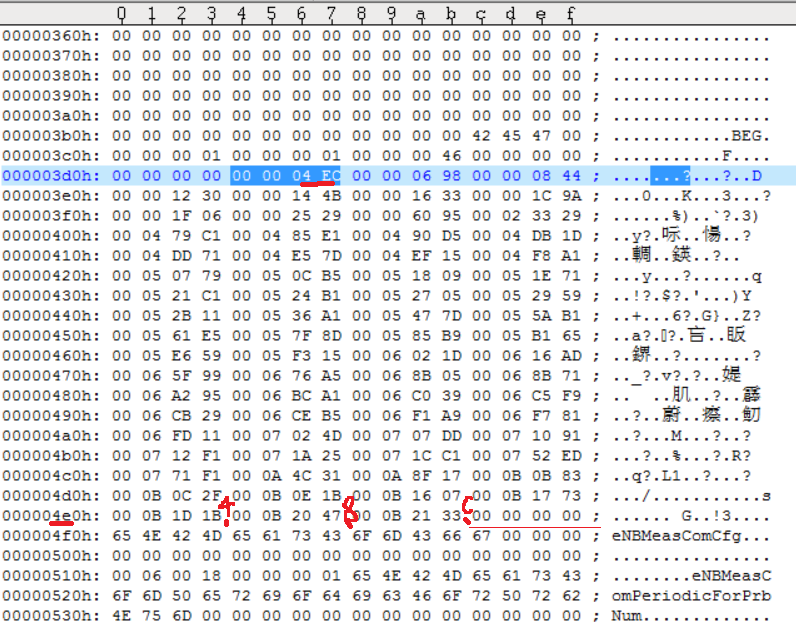 0 1 2 3 4 5 6 7 8 9 a b c d e f
00000360h: 00 00 00 00 00 00 00 00 00 00 00 00 00 00 00 00 ; ................
00000370h: 00 00 00 00 00 00 00 00 00 00 00 00 00 00 00 00 ; ................
00000380h: 00 00 00 00 00 00 00 00 00 00 00 00 00 00 00 00 ; ................
00000390h: 00 00 00 00 00 00 00 00 00 00 00 00 00 00 00 00 ; ................
000003a0h: 00 00 00 00 00 00 00 00 00 00 00 00 00 00 00 00 ; ................
000003b0h: 00 00 00 00 00 00 00 00 00 00 00 00 42 45 47 00 ; ............BEG.
000003c0h: 00 00 00 01 00 00 00 01 00 00 00 46 00 00 00 00 ; ...........F....
000003d0h: 00 00 00 00 00 00 04 EC 00 00 06 98 00 00 08 44 ; .......?...?..D
000003e0h: 00 00 12 30 00 00 14 4B 00 00 16 33 00 00 1C 9A ; ...0...K...3...?
000003f0h: 00 00 1F 06 00 00 25 29 00 00 60 95 00 02 33 29 ; ......%)..`?.3)
00000400h: 00 04 79 C1 00 04 85 E1 00 04 90 D5 00 04 DB 1D ; ..y?.呩..愓..?
00000410h: 00 04 DD 71 00 04 E5 7D 00 04 EF 15 00 04 F8 A1 ; ..輖..鍈..?..
00000420h: 00 05 07 79 00 05 0C B5 00 05 18 09 00 05 1E 71 ; ...y...?......q
00000430h: 00 05 21 C1 00 05 24 B1 00 05 27 05 00 05 29 59 ; ..!?.$?.'...)Y
00000440h: 00 05 2B 11 00 05 36 A1 00 05 47 7D 00 05 5A B1 ; ..+...6?.G}..Z?
00000450h: 00 05 61 E5 00 05 7F 8D 00 05 85 B9 00 05 B1 65 ; ..a?.▯?.吂..眅
00000460h: 00 05 E6 59 00 05 F3 15 00 06 02 1D 00 06 16 AD ; ..鎅..?........?
00000470h: 00 06 5F 99 00 06 76 A5 00 06 8B 05 00 06 8B 71 ; .._?.v?.?..媞
00000480h: 00 06 A2 95 00 06 BC A1 00 06 C0 39 00 06 C5 F9 ; .. ..肌..?..霹
00000490h: 00 06 CB 29 00 06 CE B5 00 06 F1 A9 00 06 F7 81 ; ..?..蔚..瘭..鱽
000004a0h: 00 06 FD 11 00 07 02 4D 00 07 07 DD 00 07 10 91 ; ..?...M...?..?
000004b0h: 00 07 12 F1 00 07 1A 25 00 07 1C C1 00 07 52 ED ; ...?...%...?.R?
000004c0h: 00 07 71 F1 00 0A 4C 31 00 0A 8F 17 00 0B 0B 83 ; ..q?.L1..?...?
000004d0h: 00 0B 0C 2F 00 0B 0E 1B 00 0B 16 07 00 0B 17 73 ; .../...........s
000004e0h: 00 0B 1D 1B 00 0B 20 47 00 0B 21 33 00 00 00 00 ; ...... G..!3....
4 8 C
000004f0h: 65 4E 42 4D 65 61 73 43 6F 6D 43 66 67 00 00 00 ; eNBMeasComCfg...
00000500h: 00 00 00 00 00 00 00 00 00 00 00 00 00 00 00 00 ; ................
00000510h: 00 06 00 18 00 00 00 01 65 4E 42 4D 65 61 73 43 ; ........eNBMeasC
00000520h: 6F 6D 50 65 72 69 6F 64 69 63 46 6F 72 50 72 62 ; omPeriodicForPrb
00000530h: 4E 75 6D 00 00 00 00 00 00 00 00 00 00 00 00 00 ; Num.............